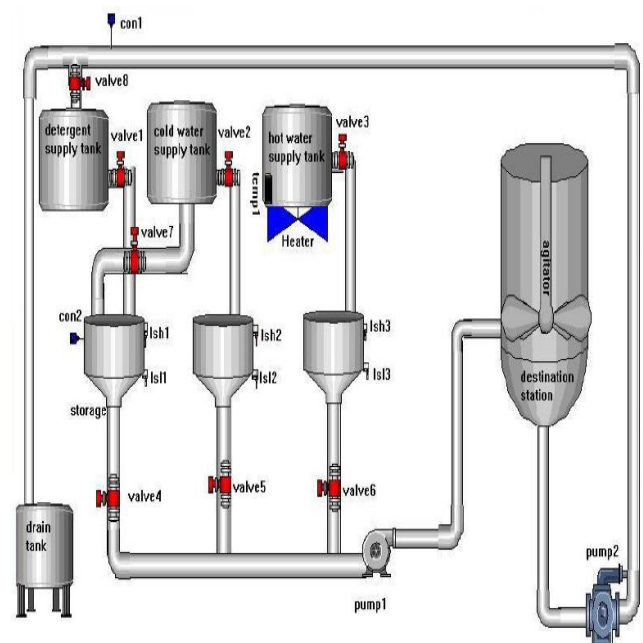 con1
valve8
detergent
supply tank
valve1
cold water
supply tank
valve2
hot water
supply tank
valve3
temp1
Heater
valve7
agitator
con2
lsh1
lsh2
lsh3
lsl1
lsl2
lsl3
storage
destination
station
valve4
valve5
valve6
drain
tank
pump1
pump2